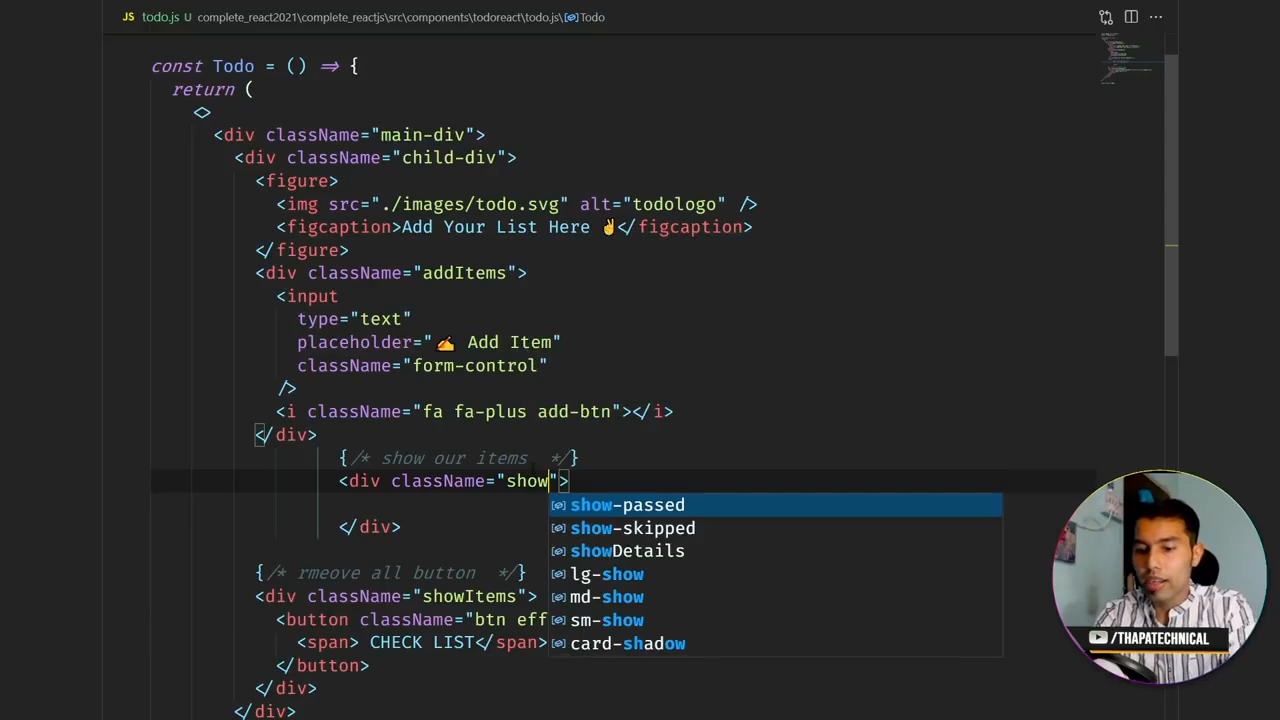 JS todo.js U complete_react2021\complete_reactjs\src\components\todoreact\todo.js\Todo
const Todo = () => {
return (
<>
<div className="main-div">
<div className="child-div">
<figure>
<img src="./images/todo.svg" alt="todologo" />
<figcaption>Add Your List Here ✌</figcaption>
</figure>
<div className="addItems">
<input
type="text"
placeholder="✍ Add Item"
className="form-control"
/>
<i className="fa fa-plus add-btn"></i>
</div>
{/* show our items */}
<div className="show">
show-passed
show-skipped
showDetails
</div>
lg-show
{/* rmeove all button */}
md-show
<div className="showItems">
<button className="btn eff
sm-show
<span> CHECK LIST</span>
card-shadow
</button>
</div>
</div>
/THAPATECHNICAL